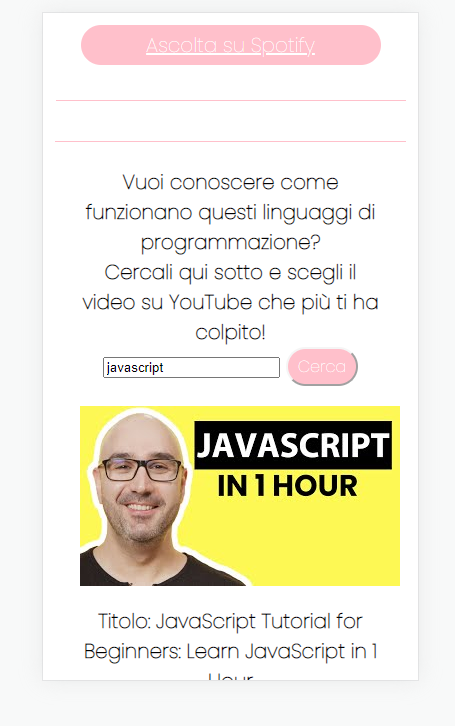 Ascolta su Spotify
Vuoi conoscere come
funzionano questi linguaggi di
programmazione?
Cercali qui sotto e scegli il
video su YouTube che più ti ha
colpito!
javascript Cerca
JAVASCRIPT
IN 1 HOUR
Titolo: JavaScript Tutorial for
Beginners: Learn JavaScript in 1
Hour